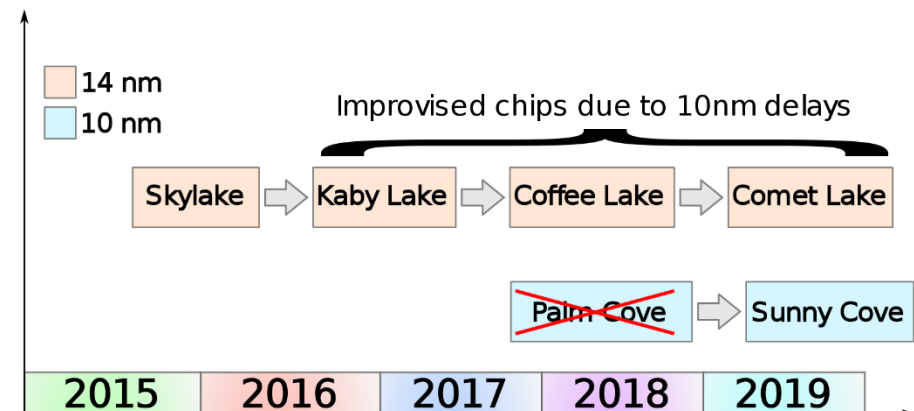 14 nm
10 nm
Improvised chips due to 10nm delays
Skylake
Kaby Lake
Coffee Lake
Comet Lake
Palm Cove
Sunny Cove
2015
2016
2017
2018
2019